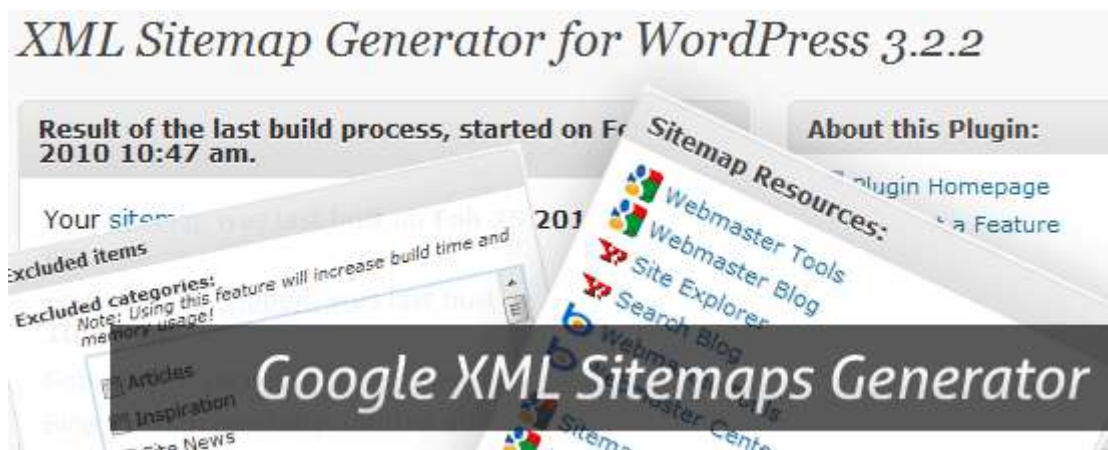 XML Sitemap Generator for WordPress 3.2.2
Result of the last build process, started on
2010 10:47 am.
Your
About this Plugin:
Plugin Homepage
a Feature
Sitemap Resources:
Webmaster Tools
Webmaster Blog
Site Explorer
Search Blog
Excluded items
Excluded categories:
Note: Using this feature will increase build time and
memory usage!
Articles
Inspiration
Site News
Google XML Sitemaps Generator